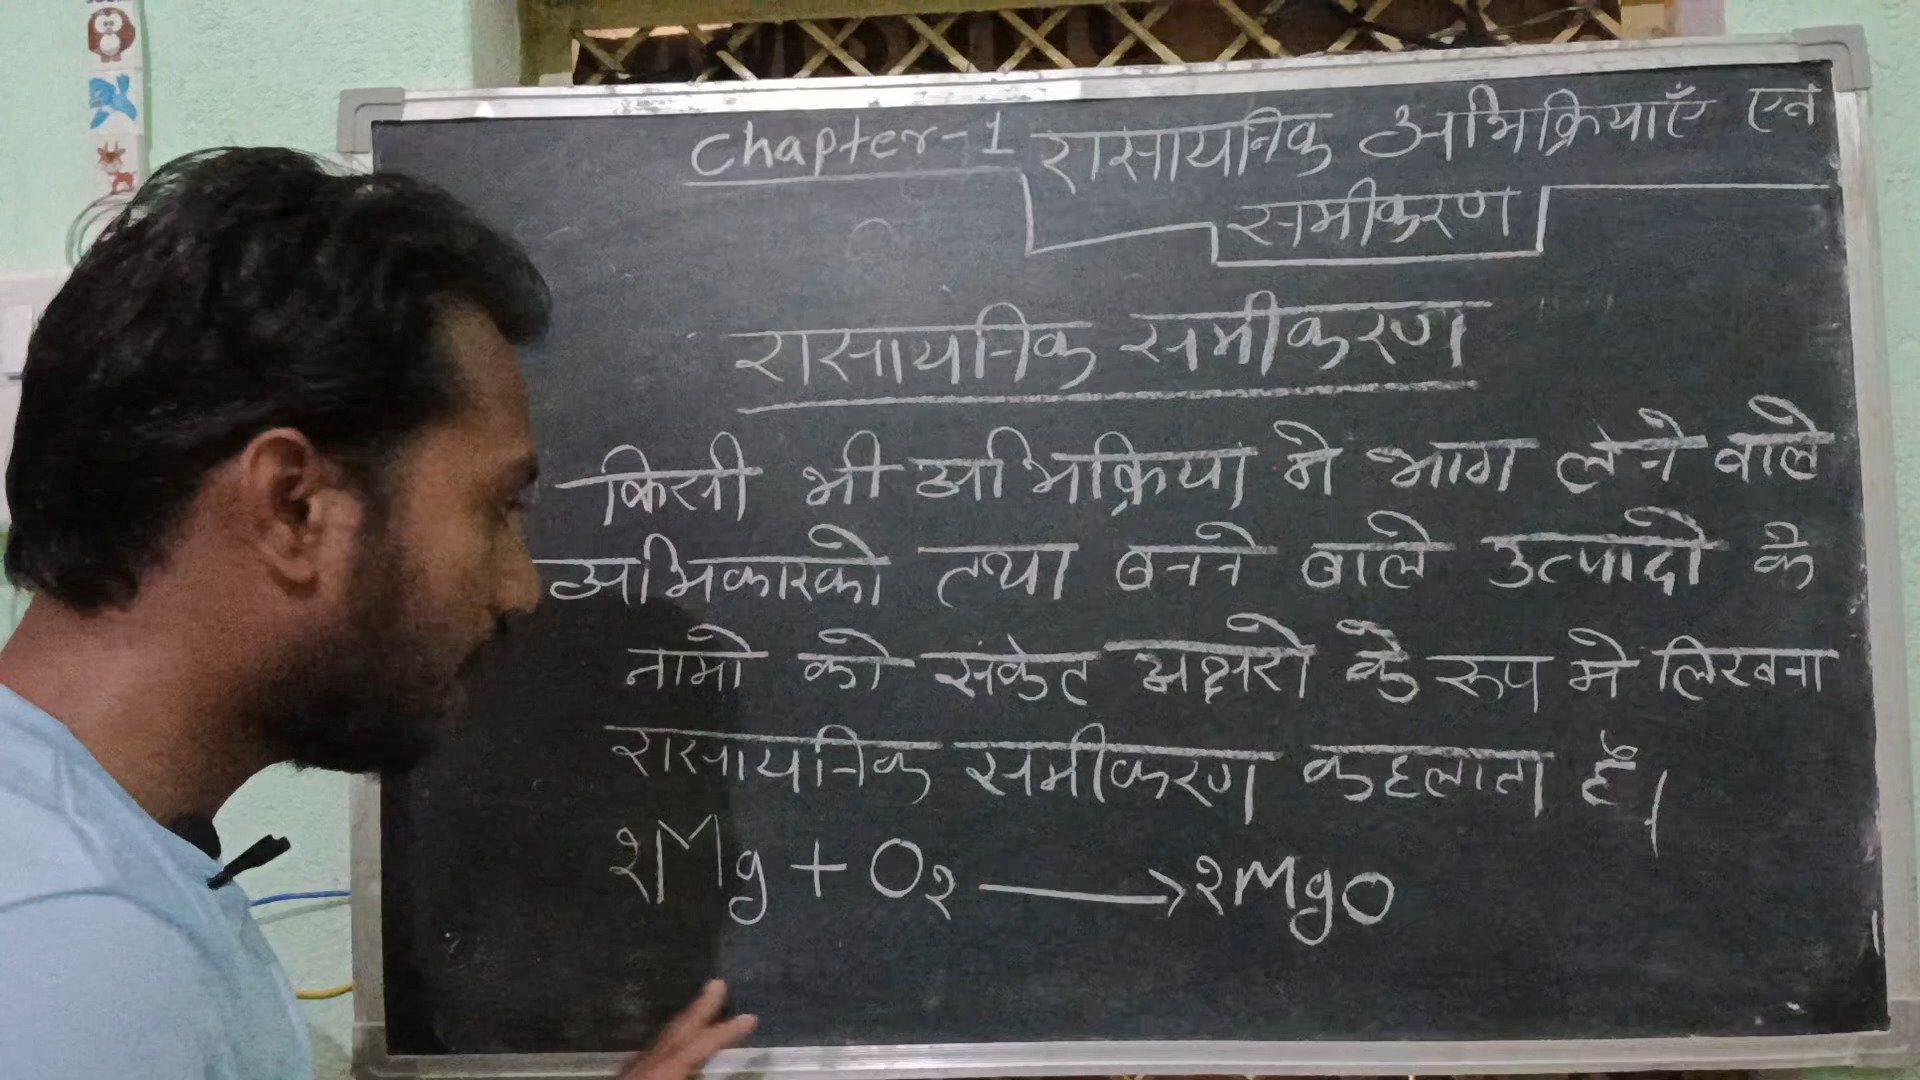 Chapter-1 रासायनिक अभिक्रियाएँ एवं
समीकरण
रासायनिक समीकरण
किसी भी अभिक्रिया मे भाग लेने वाले
अभिकारको तथा बनने बाले उत्पादो के
नामो को संकेत अक्षरो के रूप मे लिखना
रासायनिक समीकरण कहलाता है।
2Mg + O2 ⟶ 2MgO